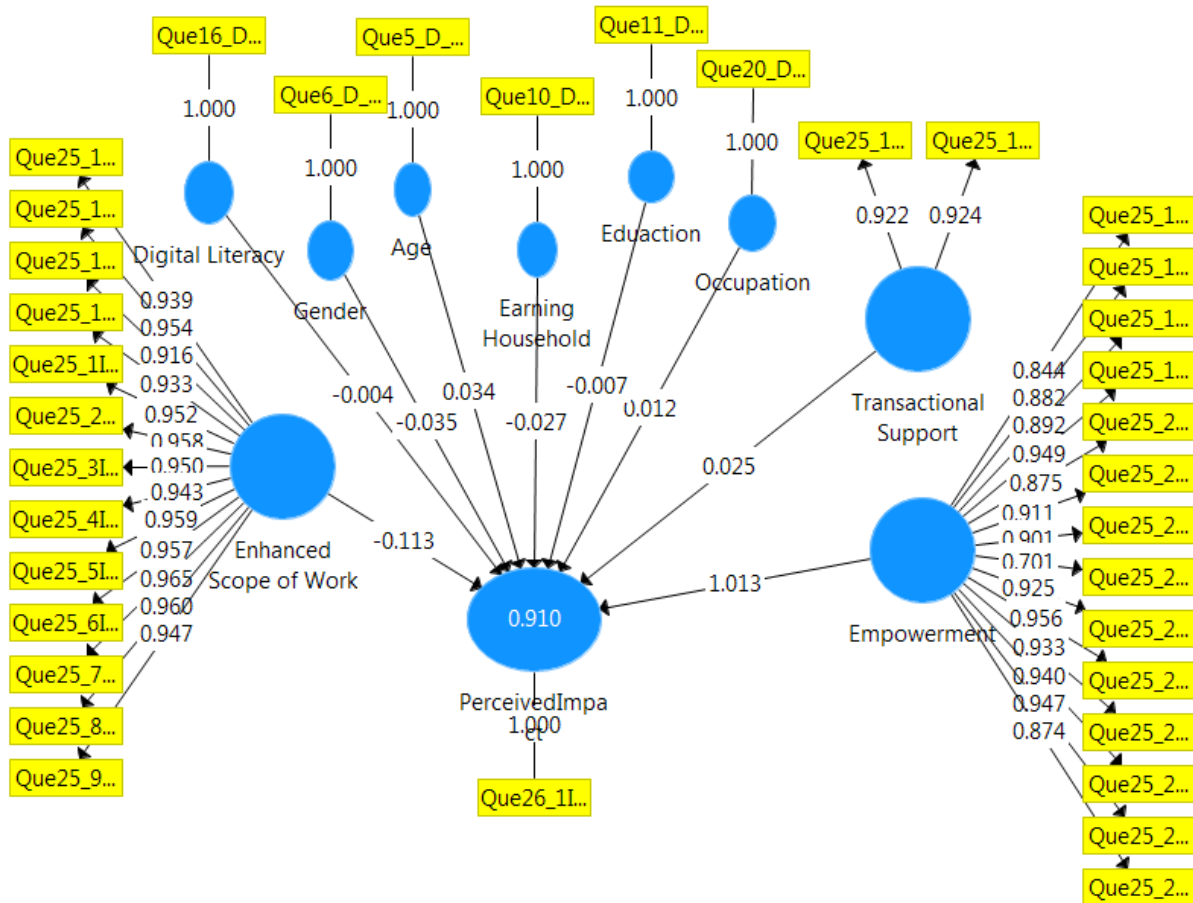 Que16_D...
Que5_D_...
Que11_D...
Que6_D_...
Que10_D...
Que20_D...
1.000
1.000
1.000
1.000
1.000
1.000
Que25_1...
Que25_1...
Que25_1...
Que25_1...
Que25_1...
Que25_1...
Que25_1I...
Que25_2...
Que25_3I...
Que25_4I...
Que25_5I...
Que25_6I...
Que25_7...
Que25_8...
Que25_9...
0.939
0.954
0.916
0.933
0.952
0.958
0.950
0.943
0.959
0.957
0.965
0.960
0.947
Digital Literacy
Gender
Age
Earning
Household
Eduaction
Occupation
0.922
0.924
Transactional
Support
-0.004
-0.035
0.034
-0.027
-0.007
0.012
0.025
Enhanced
Scope of Work
-0.113
1.013
Empowerment
0.910
PerceivedImpa
ct
1.000
Que26_1I...
0.844
0.882
0.892
0.949
0.875
0.911
0.901
0.701
0.925
0.956
0.933
0.940
0.947
0.874
Que25_1...
Que25_1...
Que25_1...
Que25_1...
Que25_2...
Que25_2...
Que25_2...
Que25_2...
Que25_2...
Que25_2...
Que25_2...
Que25_2...
Que25_2...
Que25_2...